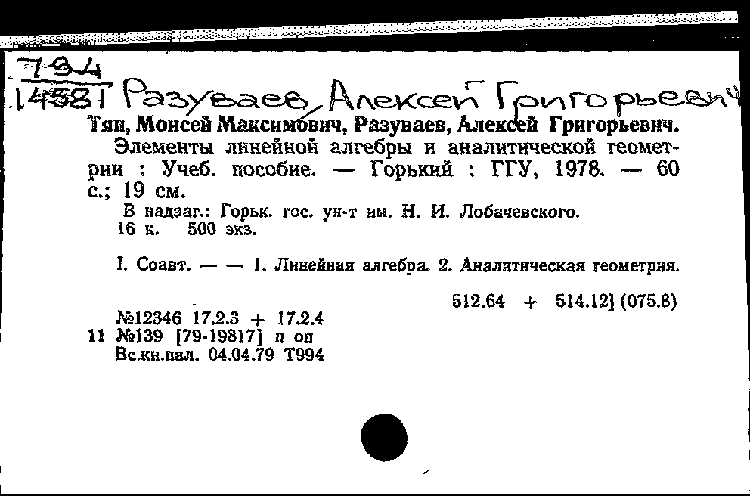 794
14581 Разуваев, Алексей Григорьевич
Тян, Моисей Максимович, Разуваев, Алексей Григорьевич.
Элементы линейной алгебры и аналитической геомет-
рии : Учеб. пособие. — Горький : ГГУ, 1978. — 60
с.; 19 см.
В надзаг.: Горьк. гос. ун-т им. Н. И. Лобачевского.
16 к. 500 экз.
I. Соавт. — — 1. Линейная алгебра. 2. Аналитическая геометрия.
512.64 + 514.12] (075.8)
№12346 17.2.3 + 17.2.4
11 №139 [79-19817] п оп
Вс.кн.пал. 04.04.79 Т994